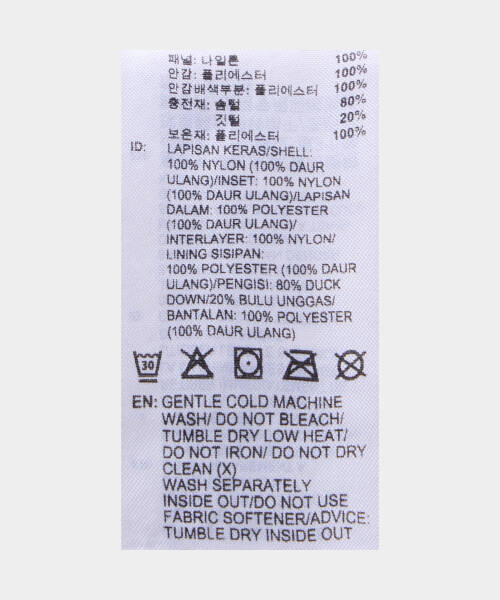 패널: 나일론 100%
안감: 폴리에스터 100%
안감배색부분: 폴리에스터 100%
충전재: 솜털 80%
깃털 20%
보온재: 폴리에스터 100%
ID: LAPISAN KERAS/SHELL:
100% NYLON (100% DAUR
ULANG)/INSET: 100% NYLON
(100% DAUR ULANG)/LAPISAN
DALAM: 100% POLYESTER
(100% DAUR ULANG)/
INTERLAYER: 100% NYLON/
LINING SISIPAN:
100% POLYESTER (100% DAUR
ULANG)/PENGISI: 80% DUCK
DOWN/20% BULU UNGGAS/
BANTALAN: 100% POLYESTER
(100% DAUR ULANG)
30
EN: GENTLE COLD MACHINE
WASH/ DO NOT BLEACH/
TUMBLE DRY LOW HEAT/
DO NOT IRON/ DO NOT DRY
CLEAN (X)
WASH SEPARATELY
INSIDE OUT/DO NOT USE
FABRIC SOFTENER/ADVICE:
TUMBLE DRY INSIDE OUT